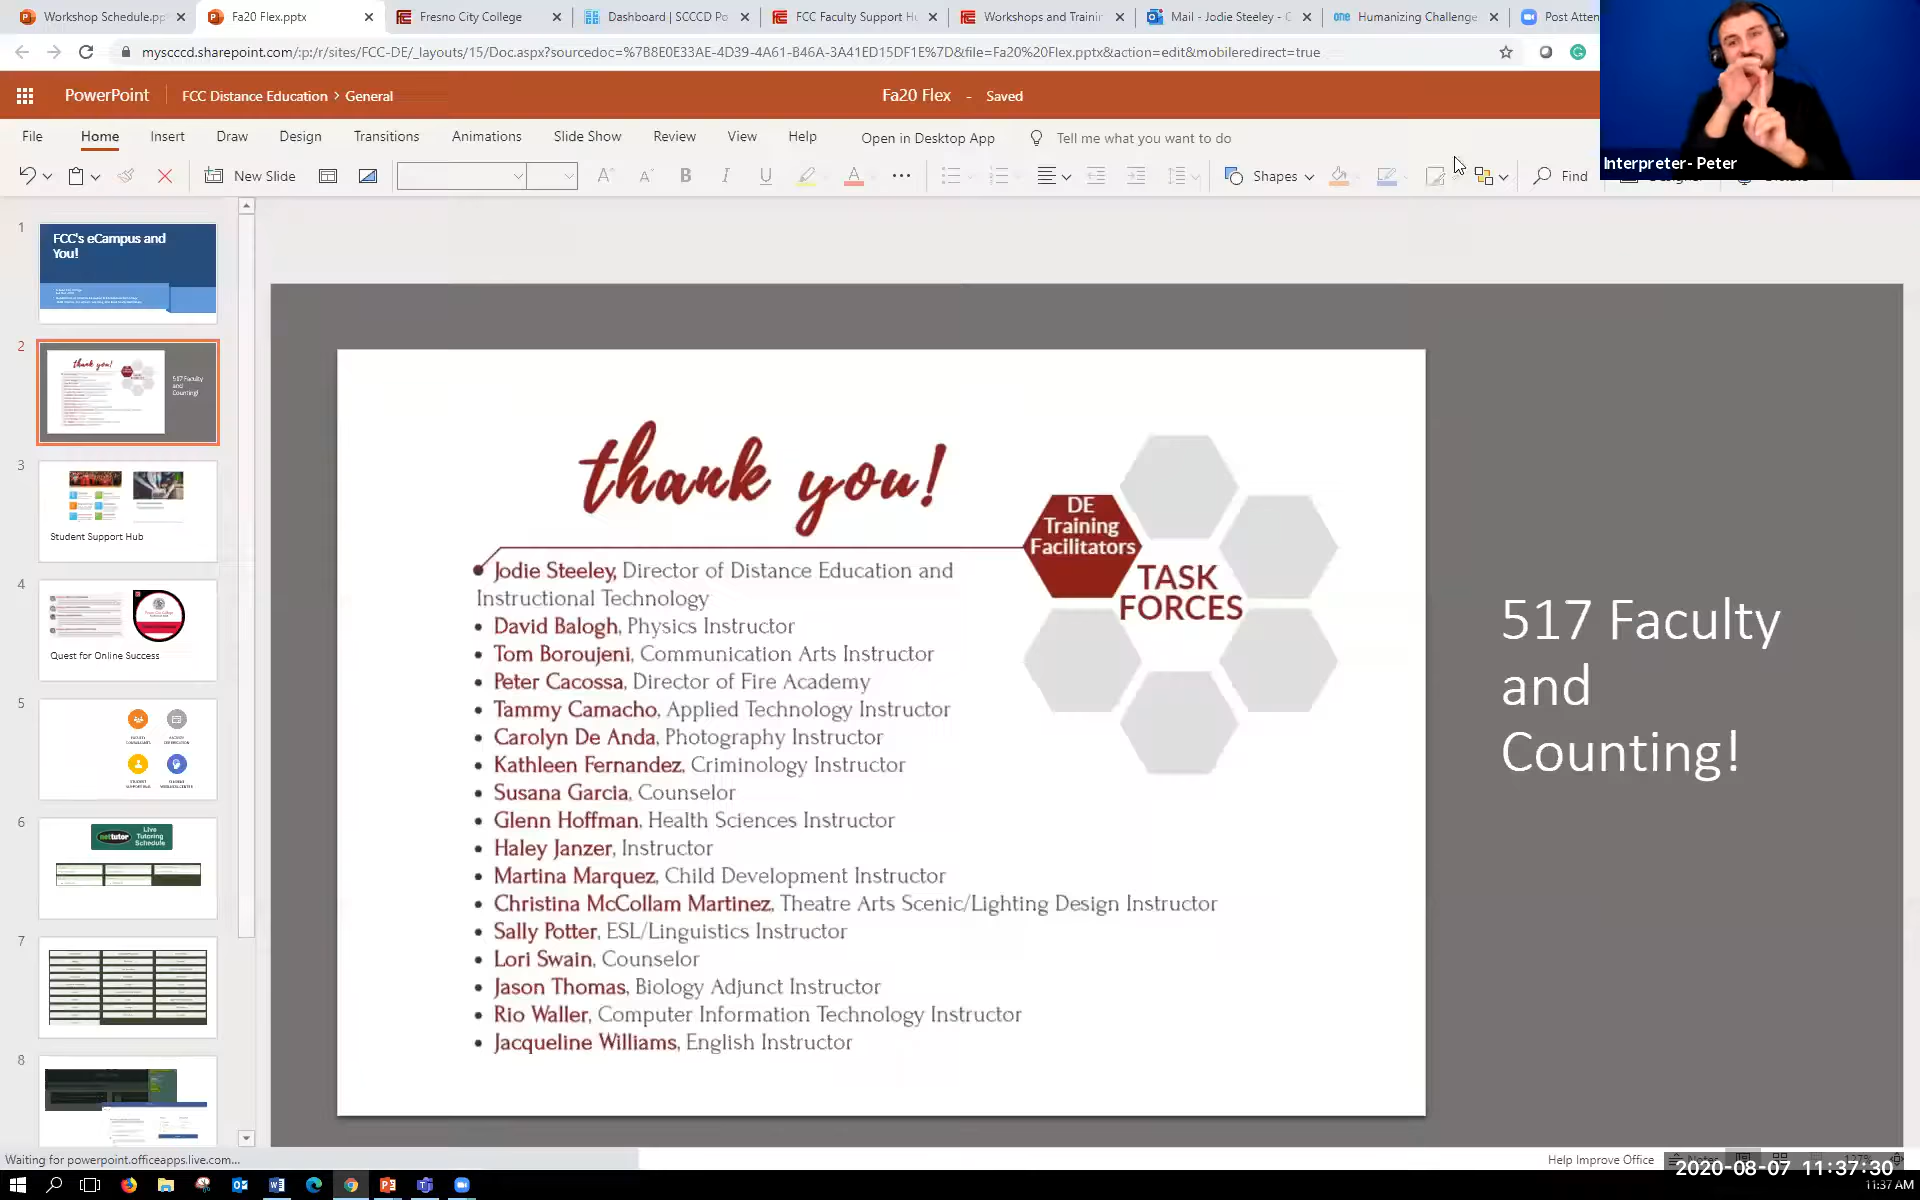 Workshop Schedule.pp
Fa20 Flex.pptx
Fresno City College
Dashboard | SCCCD Po
FCC Faculty Support Hu
Workshops and Trainin
Mail - Jodie Steeley - C
Humanizing Challenge
Post Atten
myscccd.sharepoint.com/:p:/r/sites/FCC-DE/_layouts/15/Doc.aspx?sourcedoc=%7B8E0E33AE-4D39-4A61-B46A-3A41ED15DF1E%7D&file=Fa20%20Flex.pptx&action=edit&mobileredirect=true
PowerPoint
FCC Distance Education > General
Fa20 Flex - Saved
File Home Insert Draw Design Transitions Animations Slide Show Review View Help Open in Desktop App Tell me what you want to do
Interpreter- Peter
New Slide
Shapes
Find
1
FCC's eCampus and
You!
2
thank you!
517 Faculty
and
Counting!
3
Student Support Hub
4
Quest for Online Success
5
6
nettutor
Live
Tutoring
Schedule
7
8
thank you!
DE
Training
Facilitators
TASK
FORCES
Jodie Steeley, Director of Distance Education and
Instructional Technology
• David Balogh, Physics Instructor
• Tom Boroujeni, Communication Arts Instructor
• Peter Cacossa, Director of Fire Academy
• Tammy Camacho, Applied Technology Instructor
• Carolyn De Anda, Photography Instructor
• Kathleen Fernandez, Criminology Instructor
• Susana Garcia, Counselor
• Glenn Hoffman, Health Sciences Instructor
• Haley Janzer, Instructor
• Martina Marquez, Child Development Instructor
• Christina McCollam Martinez, Theatre Arts Scenic/Lighting Design Instructor
• Sally Potter, ESL/Linguistics Instructor
• Lori Swain, Counselor
• Jason Thomas, Biology Adjunct Instructor
• Rio Waller, Computer Information Technology Instructor
• Jacqueline Williams, English Instructor
517 Faculty
and
Counting!
Waiting for powerpoint.officeapps.live.com...
Help Improve Office
2020-08-07 11:37:30
11:37 AM